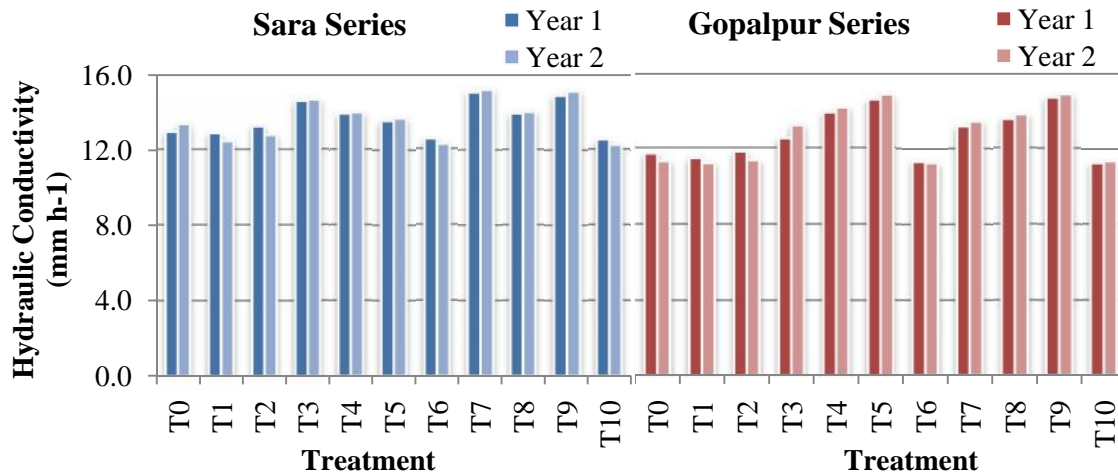 Sara Series
Year 1
Year 2
Gopalpur Series
Year 1
Year 2
Hydraulic Conductivity
(mm h-1)
16.0
12.0
8.0
4.0
0.0
T0 T1 T2 T3 T4 T5 T6 T7 T8 T9 T10
T0 T1 T2 T3 T4 T5 T6 T7 T8 T9 T10
Treatment
Treatment